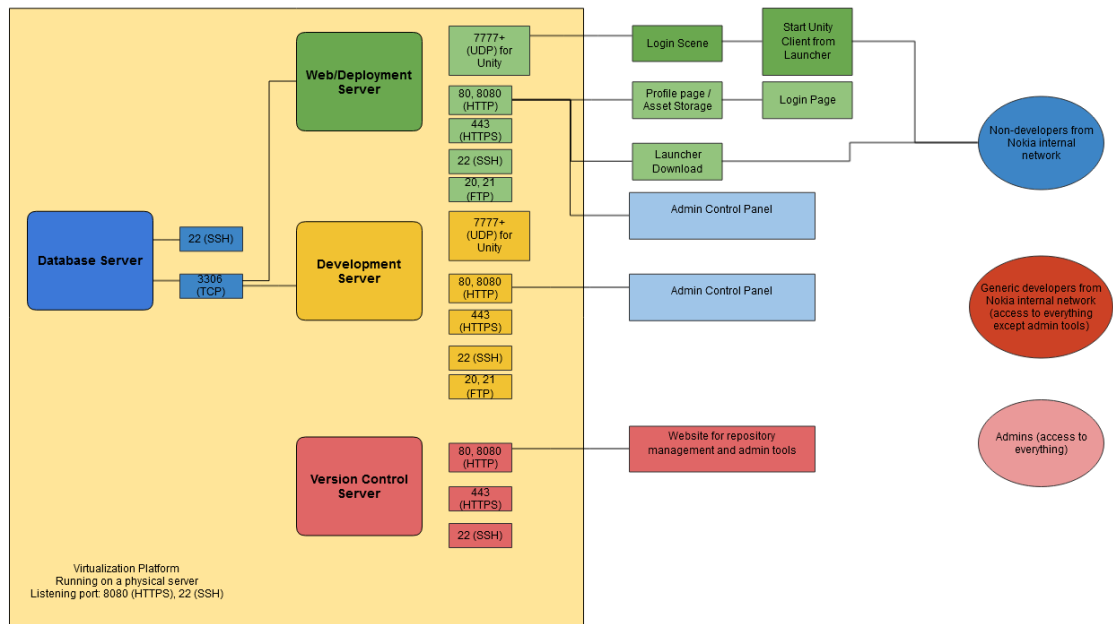 7777+
(UDP) for
Unity
Login Scene
Start Unity
Client from
Launcher
Web/Deployment
Server
80, 8080
(HTTP)
Profile page /
Asset Storage
Login Page
443
(HTTPS)
Non-developers from
Nokia internal
network
22 (SSH)
Launcher
Download
20, 21
(FTP)
Admin Control Panel
7777+
(UDP) for
Unity
22 (SSH)
Database Server
Development
Server
3306
(TCP)
80, 8080
(HTTP)
Admin Control Panel
Generic developers from
Nokia internal network
(access to everything
except admin tools)
443
(HTTPS)
22 (SSH)
20, 21
(FTP)
80, 8080
(HTTP)
Website for repository
management and admin tools
Admins (access to
everything)
Version Control
Server
443
(HTTPS)
22 (SSH)
Virtualization Platform
Running on a physical server
Listening port: 8080 (HTTPS), 22 (SSH)